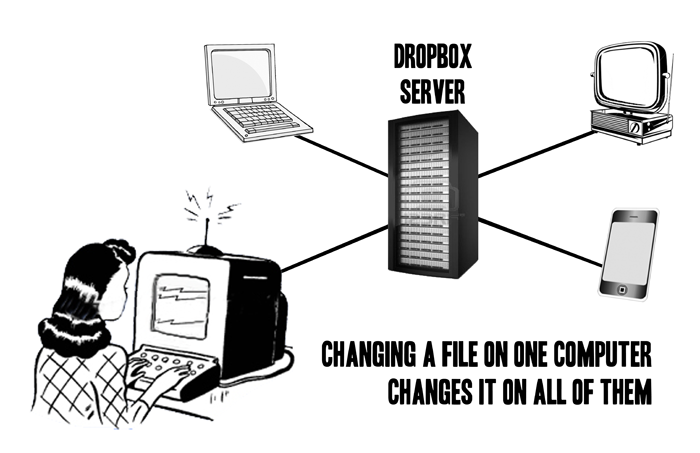 DROPBOX
SERVER
CHANGING A FILE ON ONE COMPUTER
CHANGES IT ON ALL OF THEM